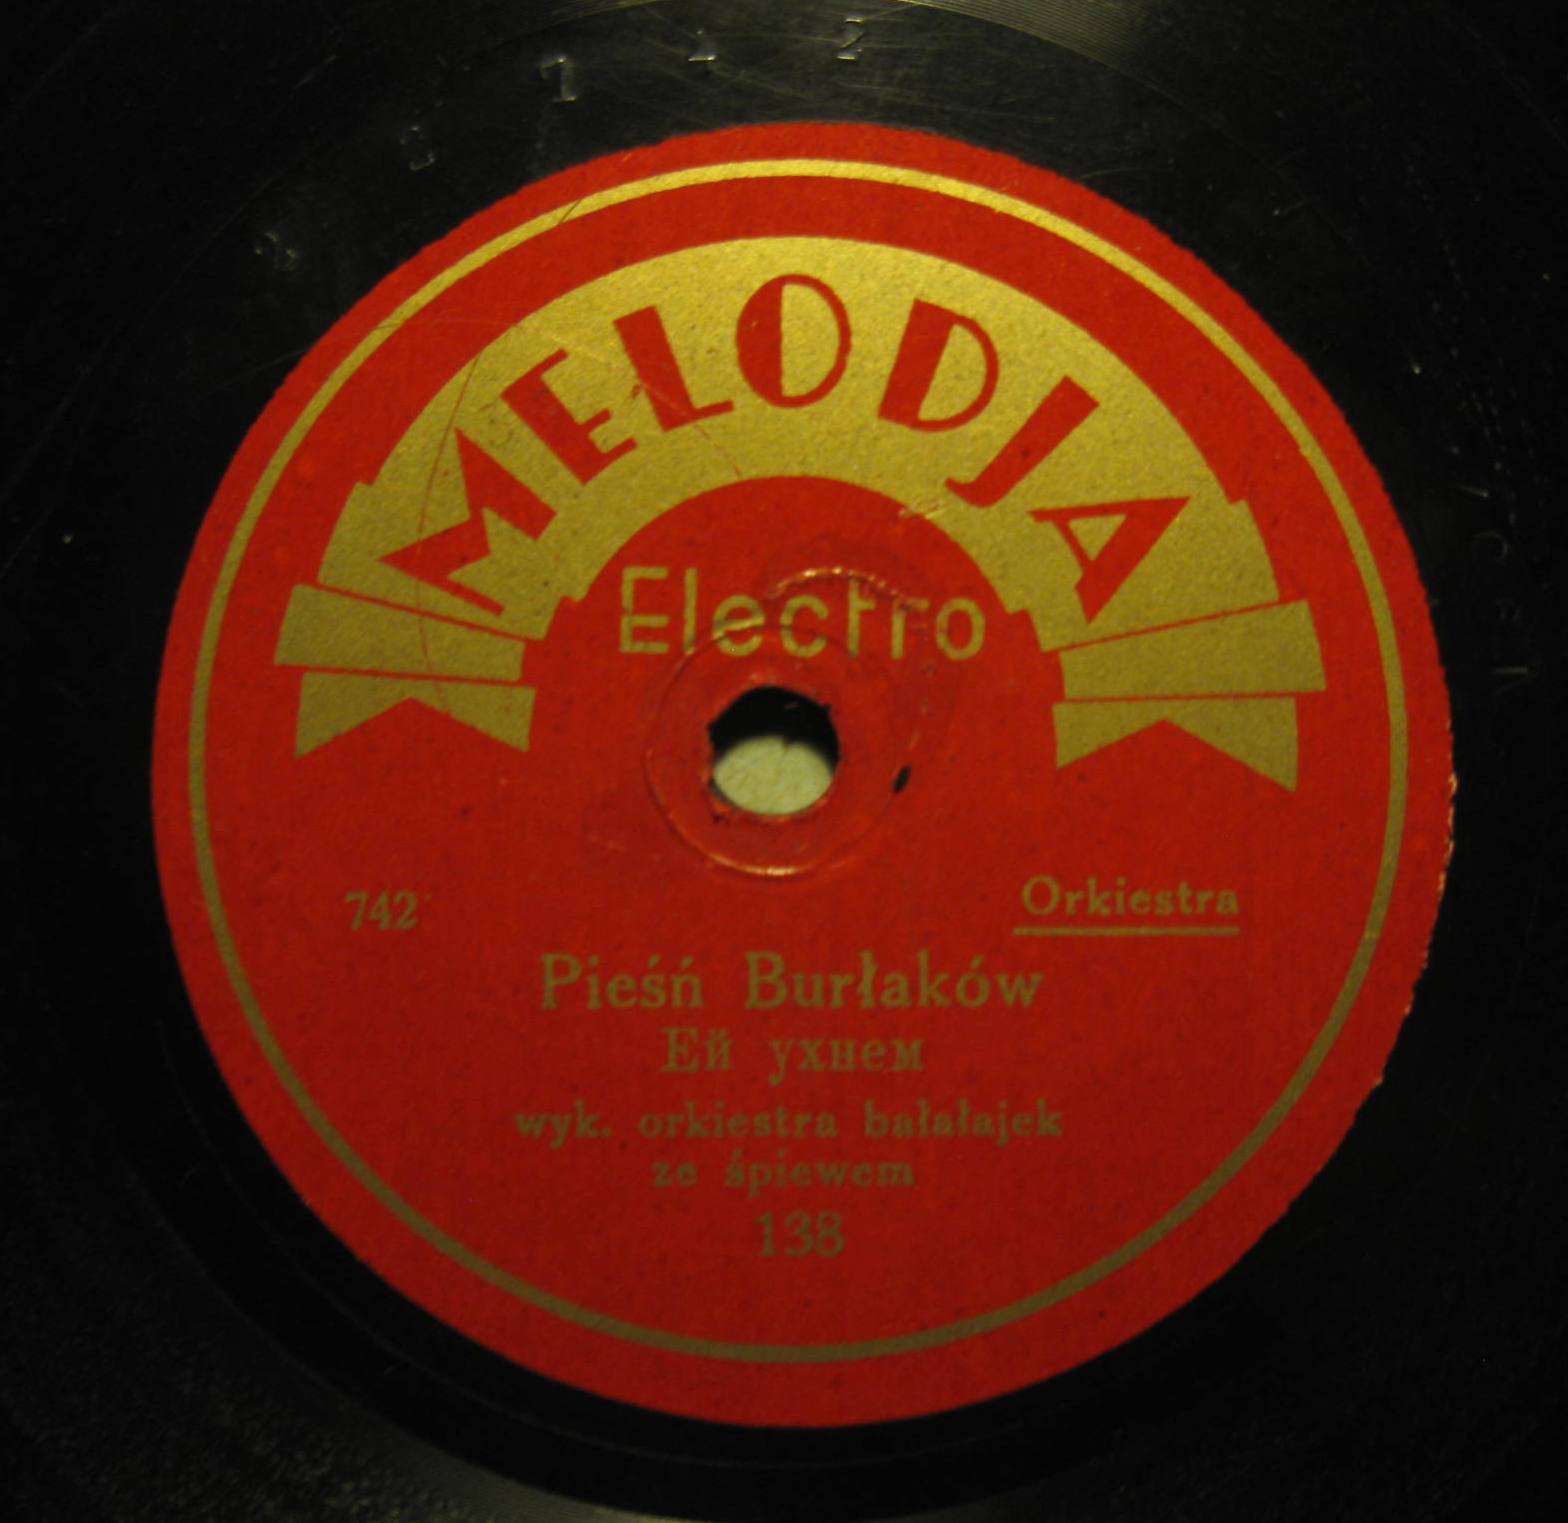 MELODJA
Electro
742
Orkiestra
Pieśń Burłaków
Ей ухнем
wyk. orkiestra bałałajek
ze śpiewem
138